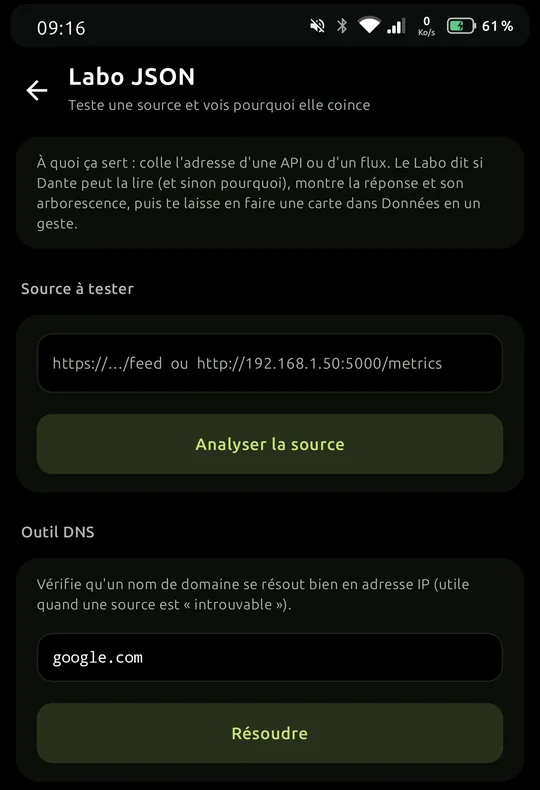 09:16
0
Ko/s
61 %
Labo JSON
Teste une source et vois pourquoi elle coince
À quoi ça sert : colle l'adresse d'une API ou d'un flux. Le Labo dit si
Dante peut la lire (et sinon pourquoi), montre la réponse et son
arborescence, puis te laisse en faire une carte dans Données en un
geste.
Source à tester
https://…/feed ou http://192.168.1.50:5000/metrics
Analyser la source
Outil DNS
Vérifie qu'un nom de domaine se résout bien en adresse IP (utile
quand une source est « introuvable »).
google.com
Résoudre